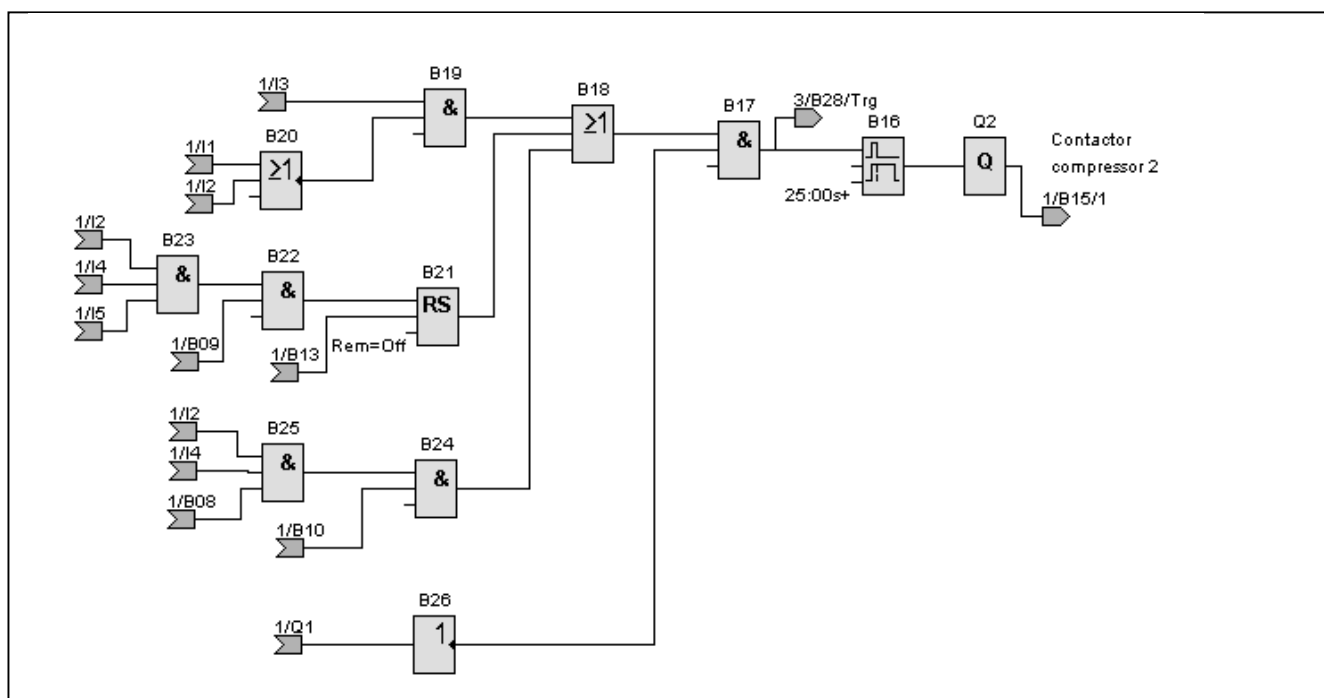 1/I3
B19
&
B18
≥1
B17
&
3/B28/Trg
B16
25:00s+
Q2
Q
Contactor
compressor 2
1/B15/1
1/I1
1/I2
B20
≥1
1/I2
1/I4
1/I5
B23
&
B22
&
1/B09
B21
RS
1/B13
Rem=Off
1/I2
1/I4
1/B08
B25
&
B24
&
1/B10
B26
1
1/Q1